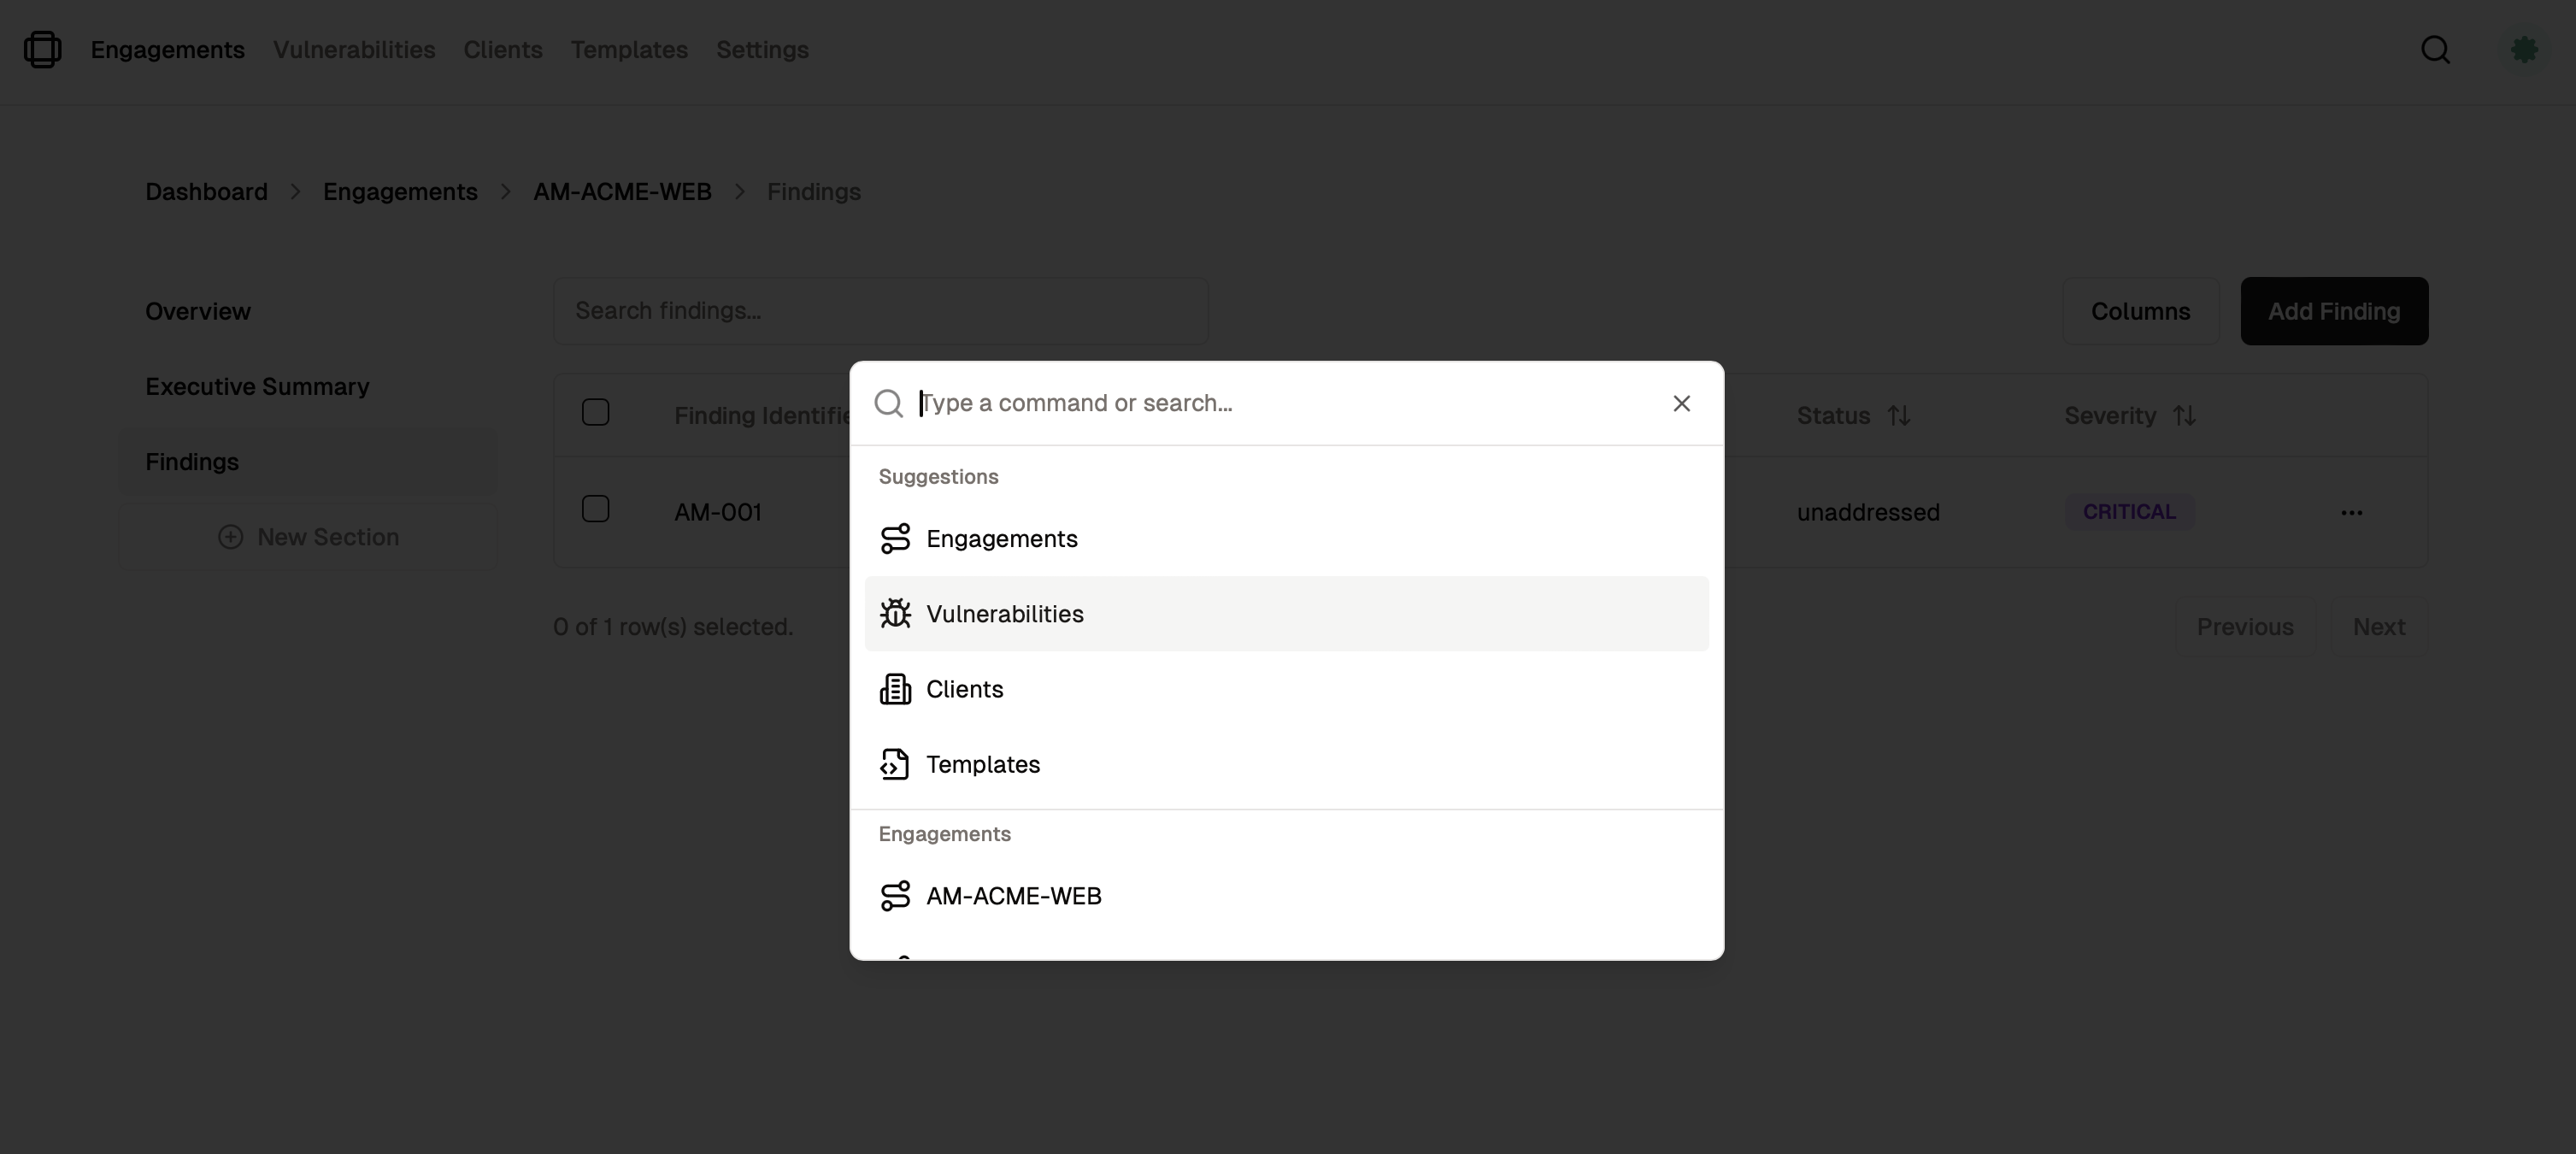 Engagements Vulnerabilities Clients Templates Settings
Dashboard Engagements AM-ACME-WEB Findings
Overview
Executive Summary
Findings
New Section
Search findings...
Columns Add Finding
Finding Status Severity
AM-001 unaddressed CRITICAL
0 of 1 row(s) selected.
Previous Next
Type a command or search...
Suggestions
Engagements
Vulnerabilities
Clients
Templates
Engagements
AM-ACME-WEB